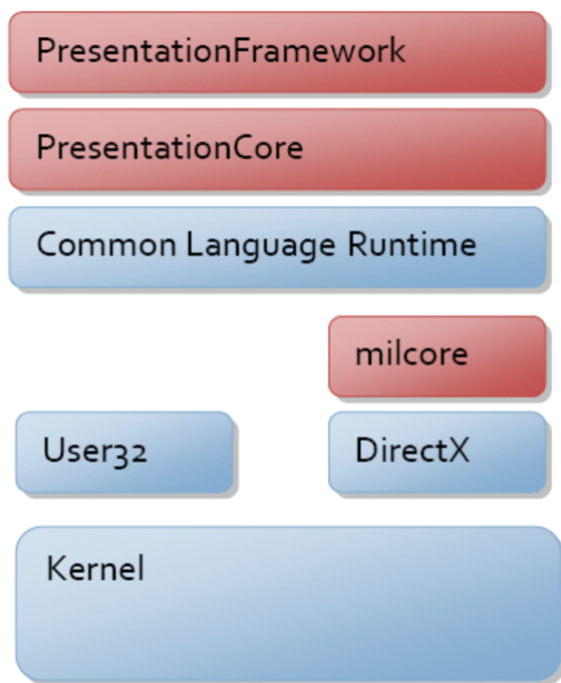 PresentationFramework
PresentationCore
Common Language Runtime
milcore
User32
DirectX
Kernel